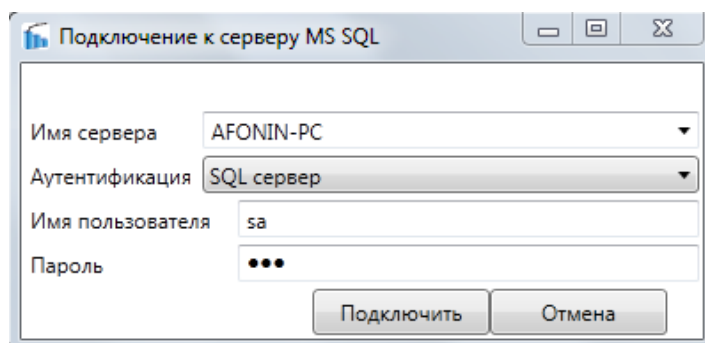 Подключение к серверу MS SQL
Имя сервера AFONIN-PC
Аутентификация SQL сервер
Имя пользователя sa
Пароль •••
Подключить Отмена